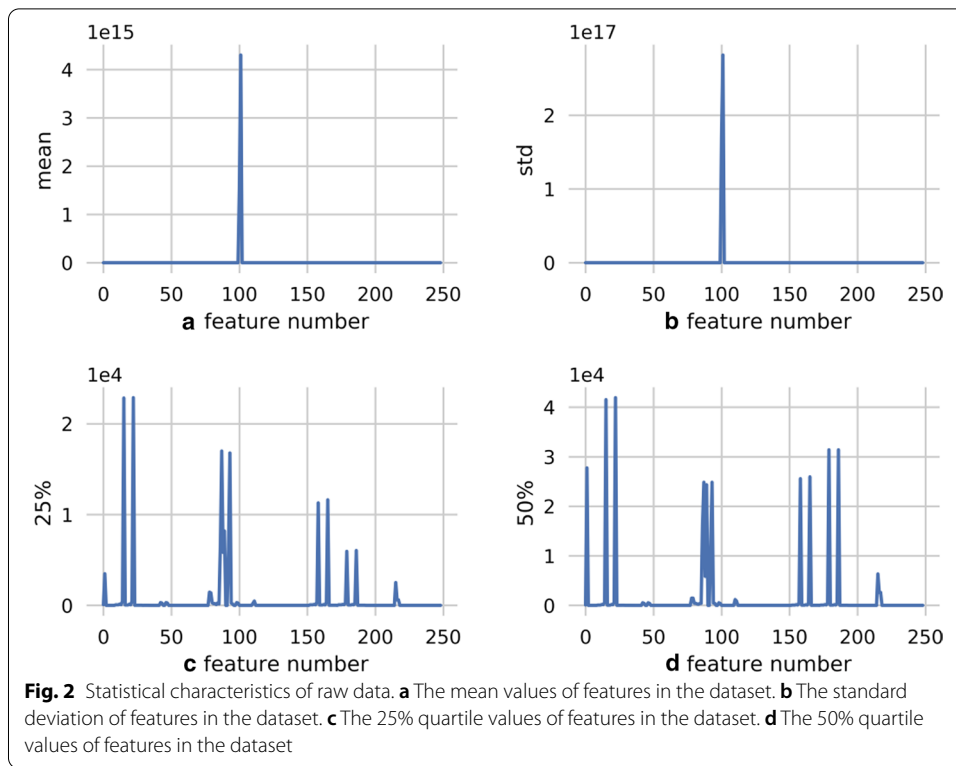 1e15
4
3
2
1
0
mean
0 50 100 150 200 250
a feature number
1e17
2
1
0
std
0 50 100 150 200 250
b feature number
1e4
2
1
0
25%
0 50 100 150 200 250
c feature number
1e4
4
3
2
1
0
50%
0 50 100 150 200 250
d feature number
Fig. 2 Statistical characteristics of raw data. a The mean values of features in the dataset. b The standard
deviation of features in the dataset. c The 25% quartile values of features in the dataset. d The 50% quartile
values of features in the dataset